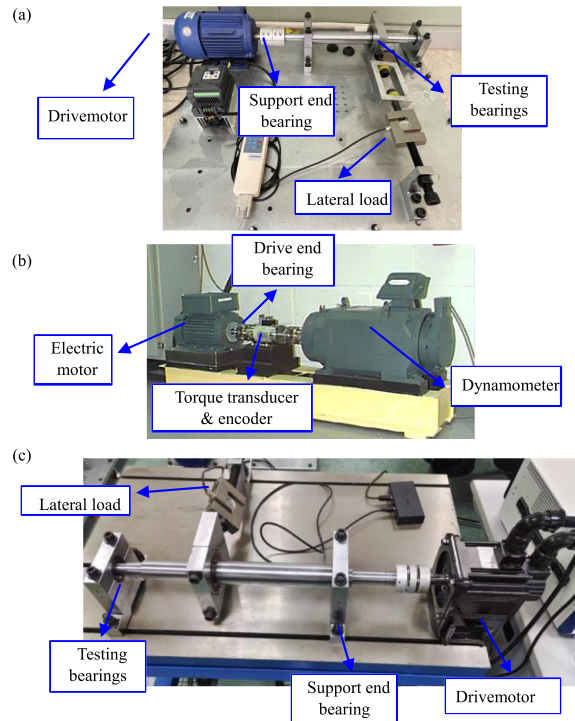 (a)
Drivemotor
Support end
bearing
Testing
bearings
Lateral load
(b)
Drive end
bearing
Electric
motor
Torque transducer
& encoder
Dynamometer
(c)
Lateral load
Testing
bearings
Support end
bearing
Drivemotor